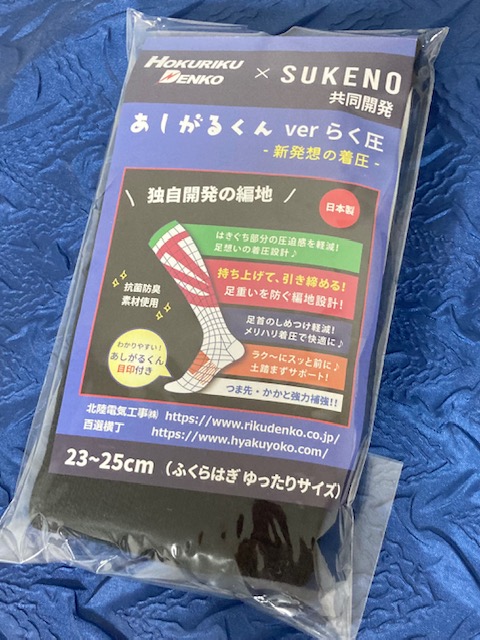 HOKURIKU DENKO × SUKENO
共同開発
あしがるくん ver らく圧
- 新発想の着圧 -
\ 独自開発の編地 /
日本製
はきぐち部分の圧迫感を軽減!
足想いの着圧設計♪
持ち上げて、引き締める!
足重いを防ぐ編地設計!
抗菌防臭
素材使用
足首のしめつけ軽減!
メリハリ着圧で快適に♪
わかりやすい!
あしがるくん
目印付き
ラク〜にスッと前に♪
土踏まずサポート!
つま先・かかと強力補強!!
北陸電気工事㈱ https://www.rikudenko.co.jp/
百選横丁 https://www.hyakuyoko.com/
23~25cm（ふくらはぎ ゆったりサイズ）